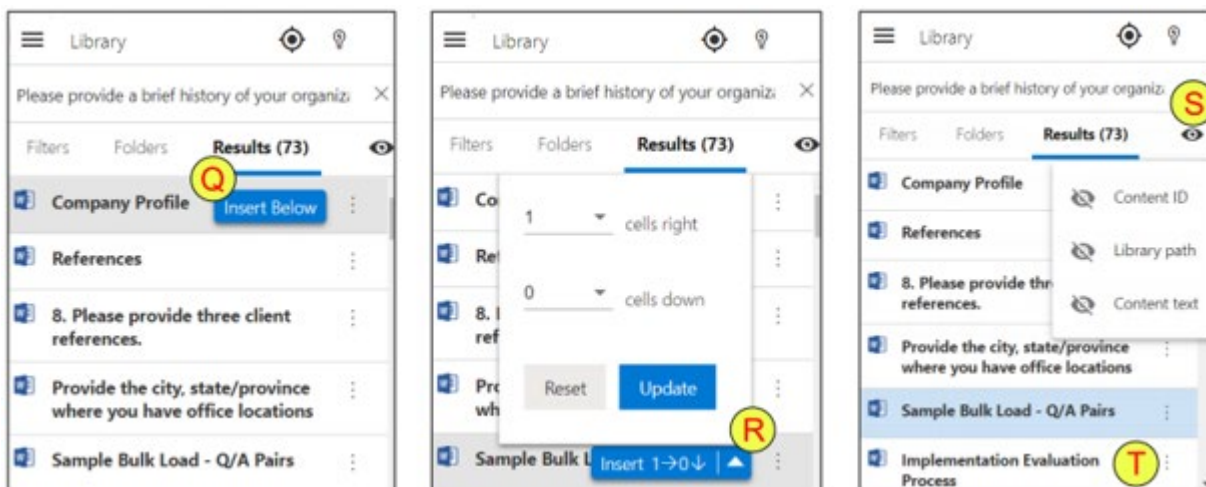 Library
Please provide a brief history of your organiz
Filters Folders Results (73)
Q
Company Profile Insert Below
References
8. Please provide three client
references.
Provide the city, state/province
where you have office locations
Sample Bulk Load - Q/A Pairs
Library
Please provide a brief history of your organiz
Filters Folders Results (73)
Co
1 cells right
Re
0 cells down
8.
ref
Pro
wh
Reset Update
R
Sample Bulk L Insert 1→0↓
Library
Please provide a brief history of your organiz
S
Filters Folders Results (73)
Company Profile
Content ID
References
Library path
8. Please provide thr
references.
Content text
Provide the city, state/province
where you have office locations
Sample Bulk Load - Q/A Pairs
Implementation Evaluation
Process
T